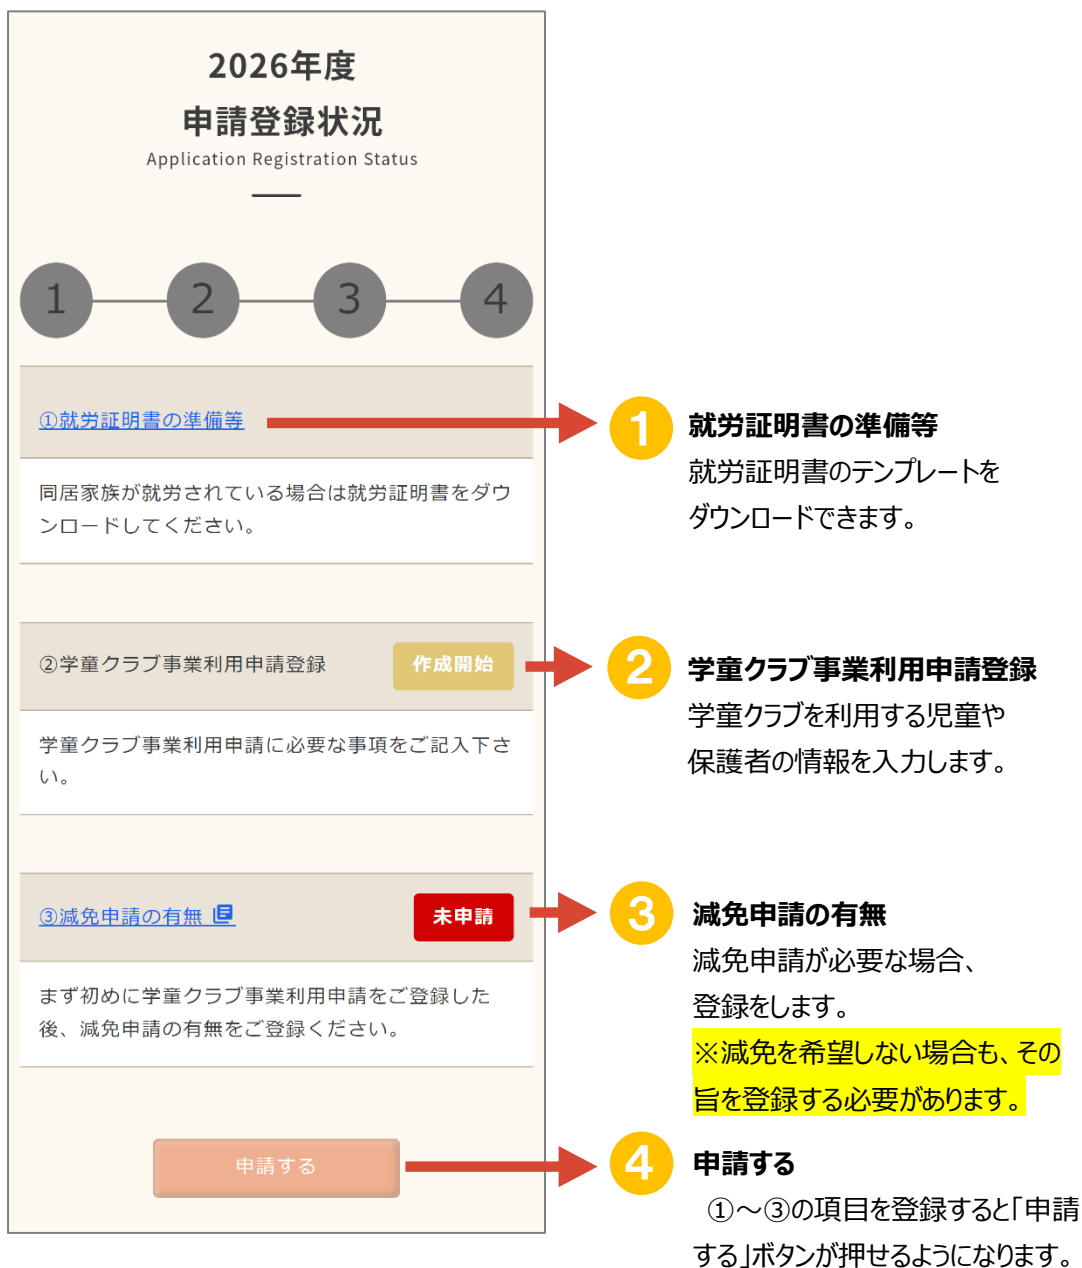 2026年度
申請登録状況
Application Registration Status
1 2 3 4
①就労証明書の準備等
同居家族が就労されている場合は就労証明書をダウ
ンロードしてください。
②学童クラブ事業利用申請登録 作成開始
学童クラブ事業利用申請に必要な事項をご記入下さ
い。
③減免申請の有無 未申請
まず初めに学童クラブ事業利用申請をご登録した
後、減免申請の有無をご登録ください。
申請する
1 就労証明書の準備等
就労証明書のテンプレートを
ダウンロードできます。
2 学童クラブ事業利用申請登録
学童クラブを利用する児童や
保護者の情報を入力します。
3 減免申請の有無
減免申請が必要な場合、
登録をします。
※減免を希望しない場合も、その
旨を登録する必要があります。
4 申請する
①～③の項目を登録すると「申請
する」ボタンが押せるようになります。